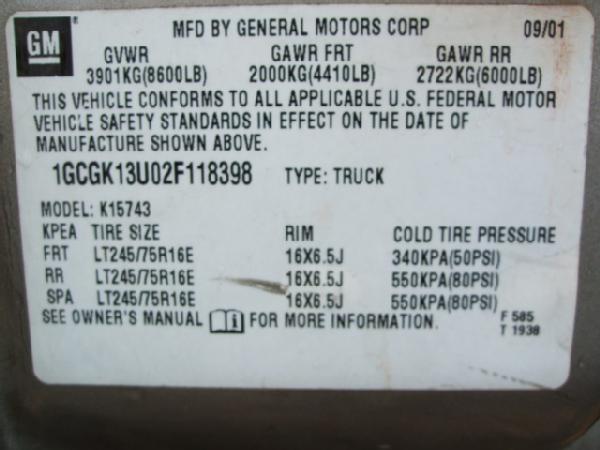 GM
MFD BY GENERAL MOTORS CORP 09/01
GVWR GAWR FRT GAWR RR
3901KG(8600LB) 2000KG(4410LB) 2722KG(6000LB)
THIS VEHICLE CONFORMS TO ALL APPLICABLE U.S. FEDERAL MOTOR
VEHICLE SAFETY STANDARDS IN EFFECT ON THE DATE OF
MANUFACTURE SHOWN ABOVE.
1GCGK13U02F118398 TYPE: TRUCK
MODEL: K15743
KPEA TIRE SIZE RIM COLD TIRE PRESSURE
FRT LT245/75R16E 16X6.5J 340KPA(50PSI)
RR LT245/75R16E 16X6.5J 550KPA(80PSI)
SPA LT245/75R16E 16X6.5J 550KPA(80PSI)
SEE OWNER'S MANUAL i FOR MORE INFORMATION.
F 585
T 1938